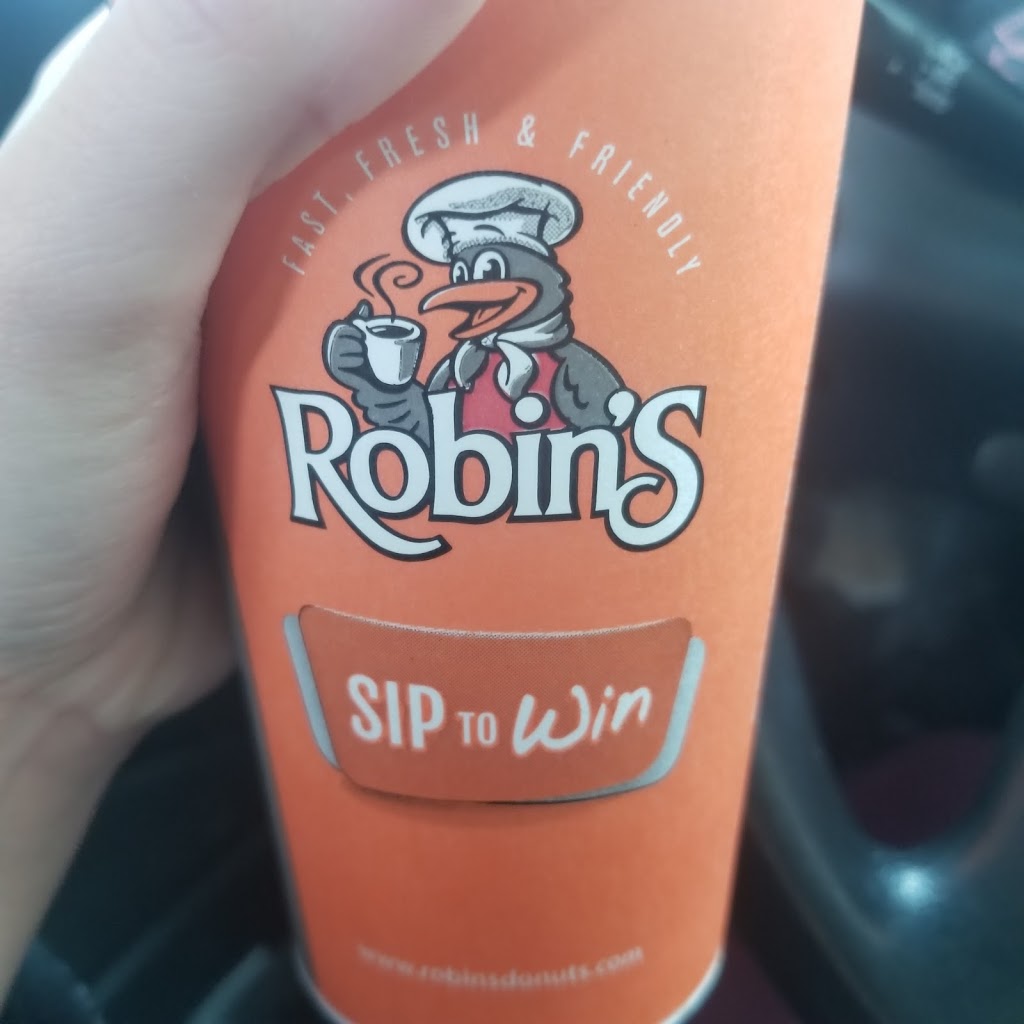 FAST, FRESH & FRIENDLY
ROBIN'S
SIP TO Win
www.robinsdonuts.com